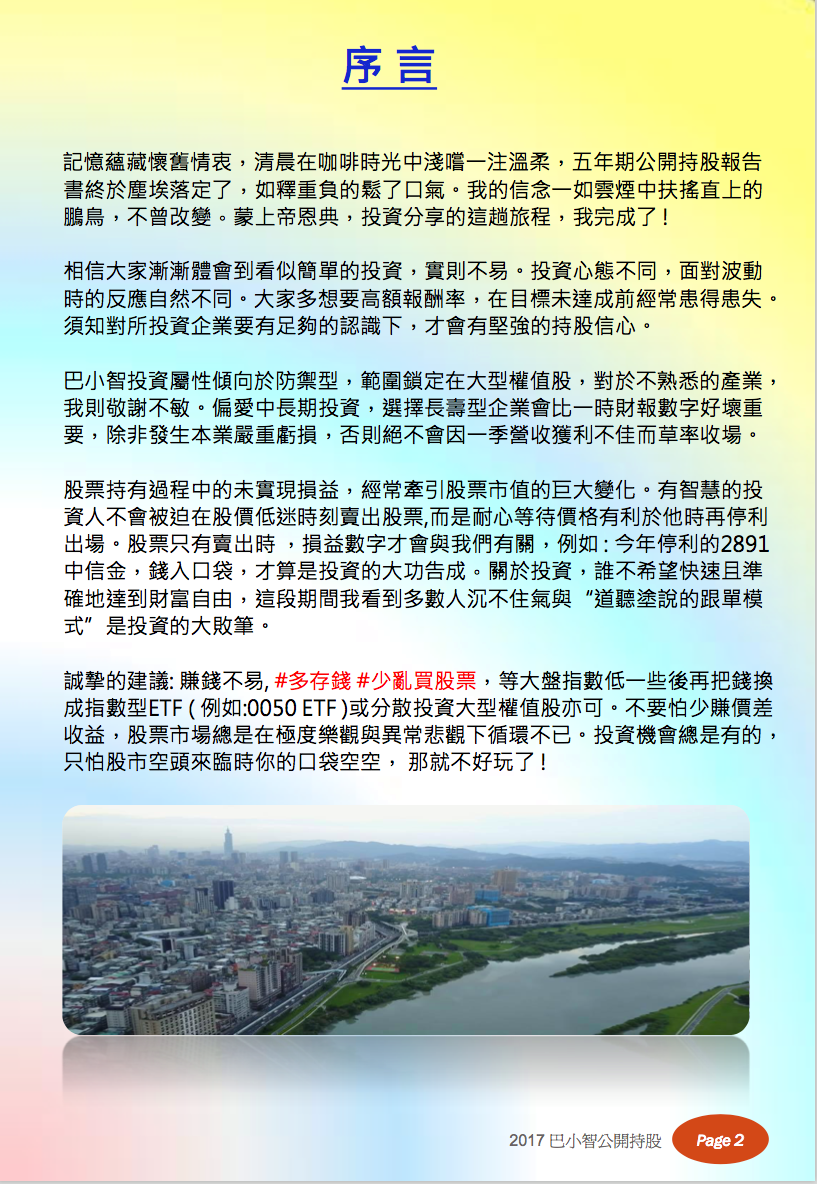 序 言
記憶蘊藏懷舊情衷，清晨在咖啡時光中淺嚐一注溫柔，五年期公開持股報告
書終於塵埃落定了，如釋重負的鬆了口氣。我的信念一如雲煙中扶搖直上的
鵬鳥，不曾改變。蒙上帝恩典，投資分享的這趟旅程，我完成了!
相信大家漸漸體會到看似簡單的投資，實則不易。投資心態不同，面對波動
時的反應自然不同。大家多想要高額報酬率，在目標未達成前經常患得患失。
須知對所投資企業要有足夠的認識下，才會有堅強的持股信心。
巴小智投資屬性傾向於防禦型，範圍鎖定在大型權值股，對於不熟悉的產業，
我則敬謝不敏。偏愛中長期投資，選擇長壽型企業會比一時財報數字好壞重
要，除非發生本業嚴重虧損，否則絕不會因一季營收獲利不佳而草率收場。
股票持有過程中的未實現損益，經常牽引股票市值的巨大變化。有智慧的投
資人不會被迫在股價低迷時刻賣出股票,而是耐心等待價格有利於他時再停利
出場。股票只有賣出時 ，損益數字才會與我們有關，例如 : 今年停利的2891
中信金，錢入口袋，才算是投資的大功告成。關於投資，誰不希望快速且準
確地達到財富自由，這段期間我看到多數人沉不住氣與“道聽塗說的跟單模
式”是投資的大敗筆。
誠摯的建議: 賺錢不易, #多存錢 #少亂買股票，等大盤指數低一些後再把錢換
成指數型ETF ( 例如:0050 ETF )或分散投資大型權值股亦可。不要怕少賺價差
收益，股票市場總是在極度樂觀與異常悲觀下循環不已。投資機會總是有的，
只怕股市空頭來臨時你的口袋空空， 那就不好玩了!
2017 巴小智公開持股
Page 2